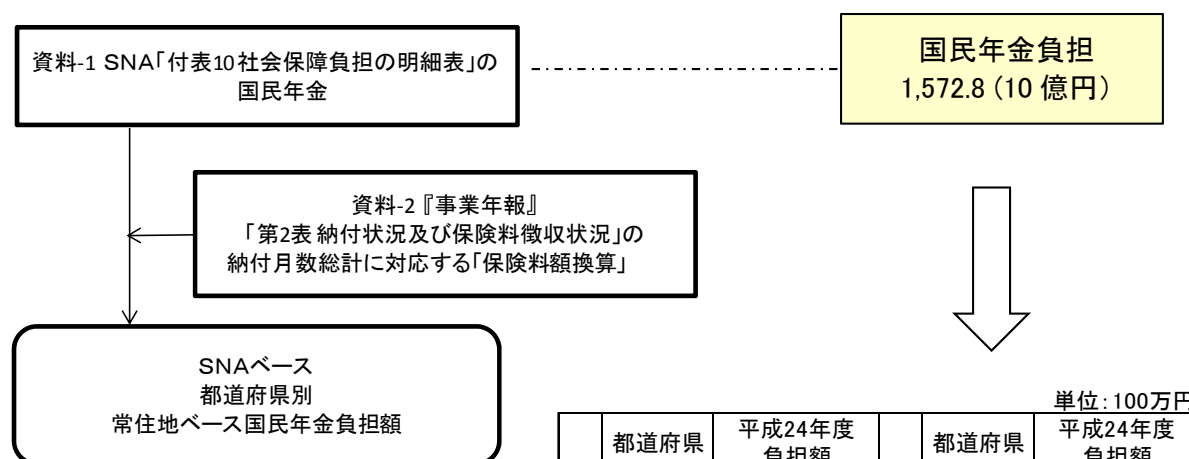 資料-1 SNA「付表10社会保障負担の明細表」の
国民年金
国民年金負担
1,572.8 (10 億円)
資料-2『事業年報』
「第2表 納付状況及び保険料徴収状況」の
納付月数総計に対応する「保険料額換算」
SNAベース
都道府県別
常住地ベース国民年金負担額
単位:100万円
都道府県 平成24年度 都道府県 平成24年度
負担額 負担額